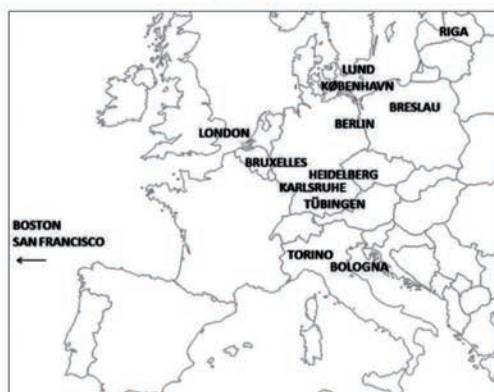 RIGA
LUND
KØBENHAVN
BRESLAU
BERLIN
LONDON
BRUXELLES
HEIDELBERG
KARLSRUHE
TÜBINGEN
BOSTON
SAN FRANCISCO
TORINO
BOLOGNA